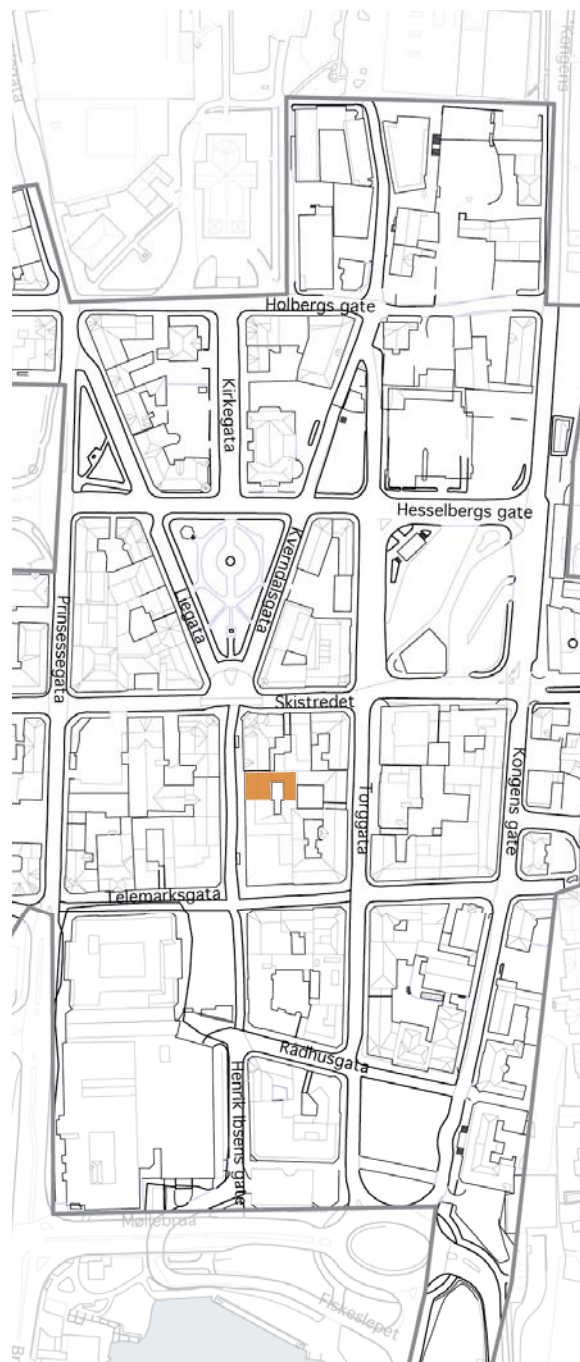 Kongens
Holbergs gate
Kirkegata
Hesselbergs gate
Kverndalsgata
Liegata
Prinsessegata
Skistredet
Torggata
Kongens gate
Telemarksgata
Rådhusgata
Henrik Ibsens gate
Møllebrua
Fiskeslepet